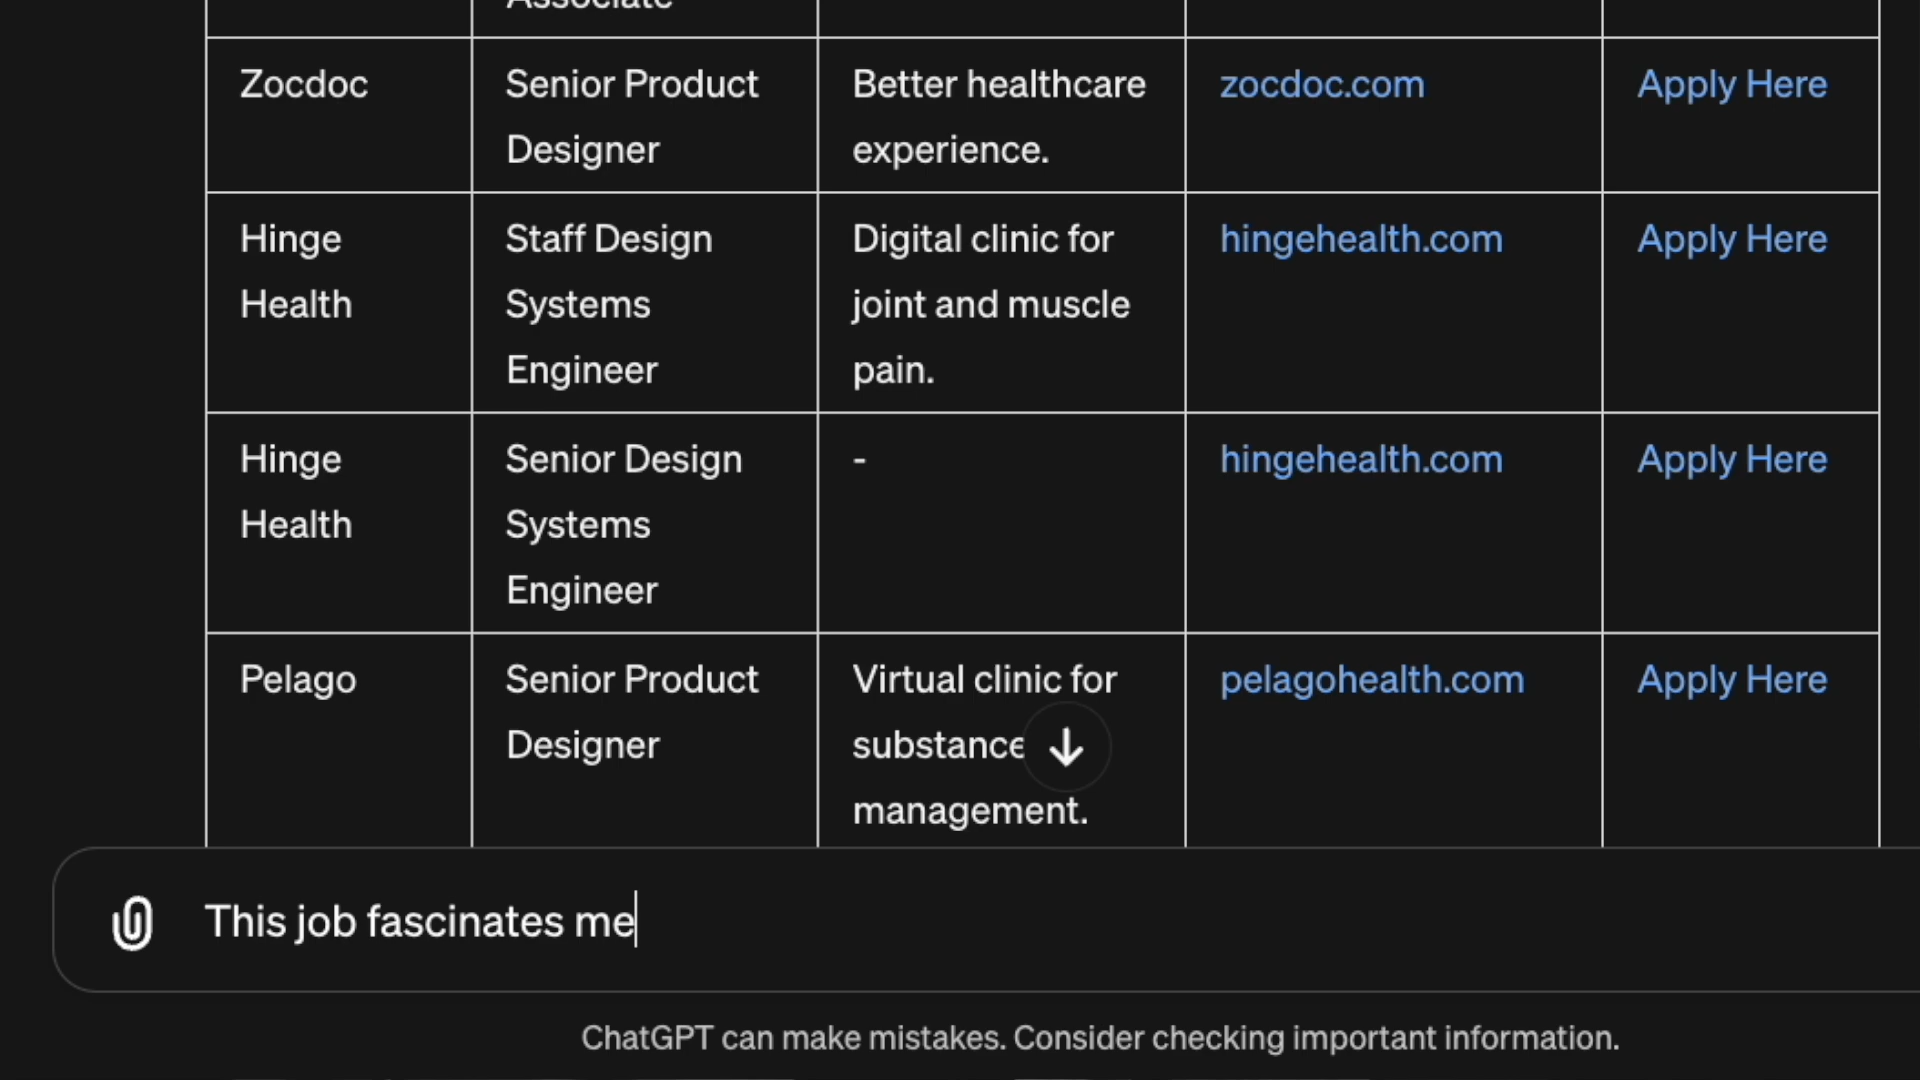 Associate
Zocdoc
Senior Product
Designer
Better healthcare
experience.
zocdoc.com
Apply Here
Hinge
Health
Staff Design
Systems
Engineer
Digital clinic for
joint and muscle
pain.
hingehealth.com
Apply Here
Hinge
Health
Senior Design
Systems
Engineer
-
hingehealth.com
Apply Here
Pelago
Senior Product
Designer
Virtual clinic for
substance
management.
pelagohealth.com
Apply Here
This job fascinates me
ChatGPT can make mistakes. Consider checking important information.